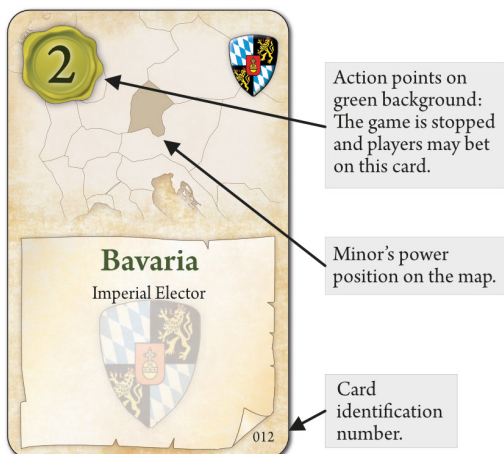 2
Action points on
green background:
The game is stopped
and players may bet
on this card.
Minor's power
position on the map.
Bavaria
Imperial Elector
Card
identification
number.
012